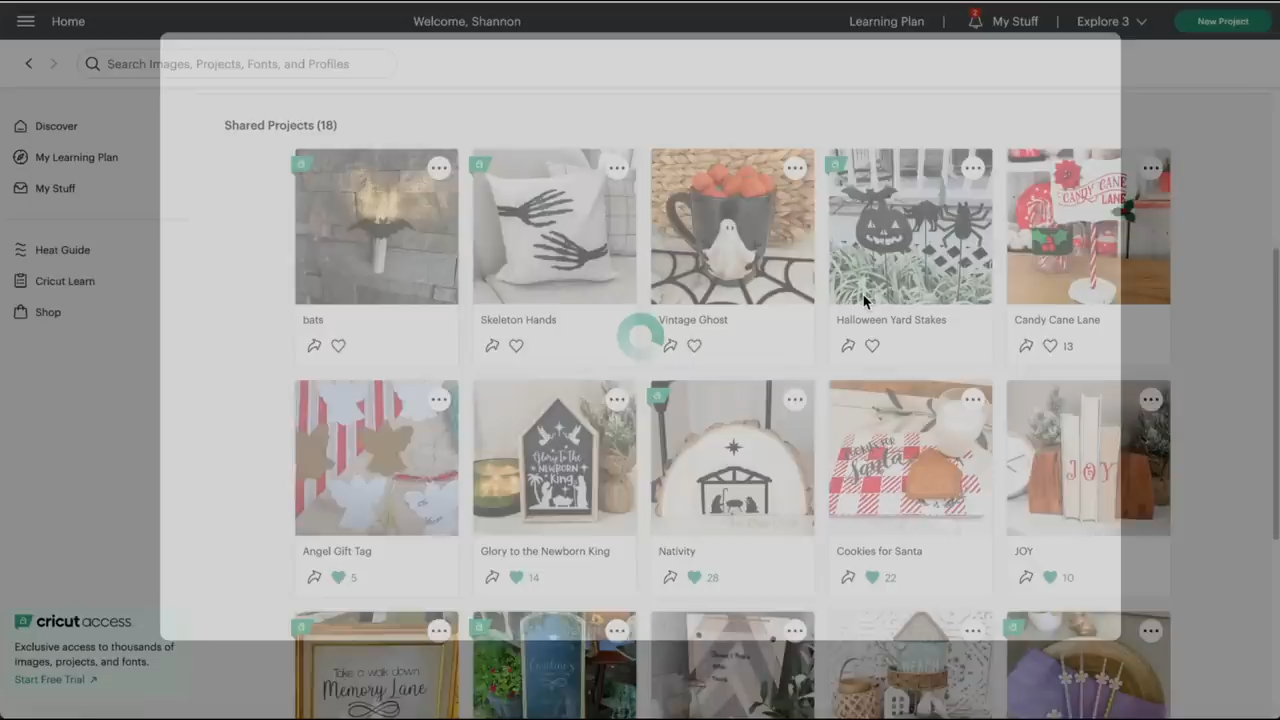 Home
Welcome, Shannon
Learning Plan | My Stuff | Explore 3
New Project
Search Images, Projects, Fonts, and Profiles
Discover
My Learning Plan
My Stuff
Heat Guide
Cricut Learn
Shop
Shared Projects (18)
CANDY CANE
LANE
bats
Skeleton Hands
Vintage Ghost
Halloween Yard Stakes
Candy Cane Lane
13
Glory to the
NEWBORN
King
Santa
JOY
Angel Gift Tag
Glory to the Newborn King
Nativity
Cookies for Santa
JOY
5
14
28
22
10
cricut access
Exclusive access to thousands of
images, projects, and fonts.
Start Free Trial
Take a walk down
Memory Lane
BEACH